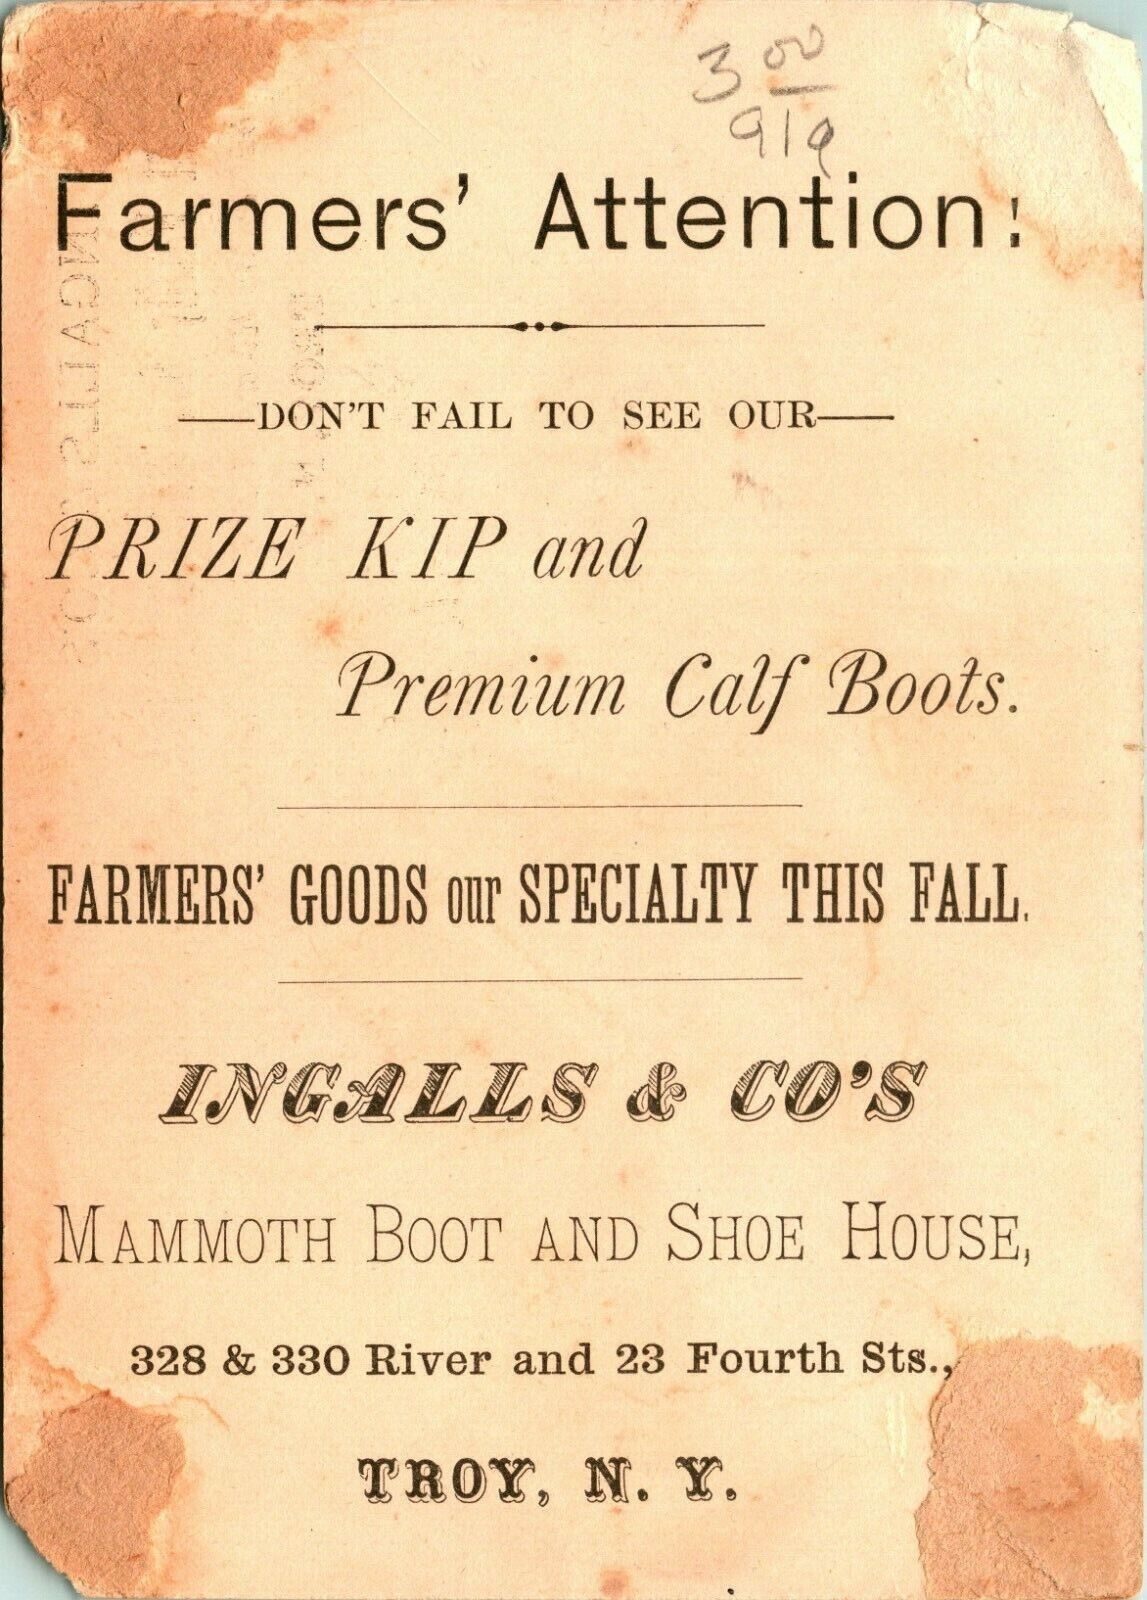 3 00
919
Farmers' Attention!
DON'T FAIL TO SEE OUR
PRIZE KIP and
Premium Calf Boots.
FARMERS' GOODS our SPECIALTY THIS FALL.
INGALLS & CO'S
MAMMOTH BOOT AND SHOE HOUSE,
328 & 330 River and 23 Fourth Sts.,
TROY, N. Y.
INGALLS